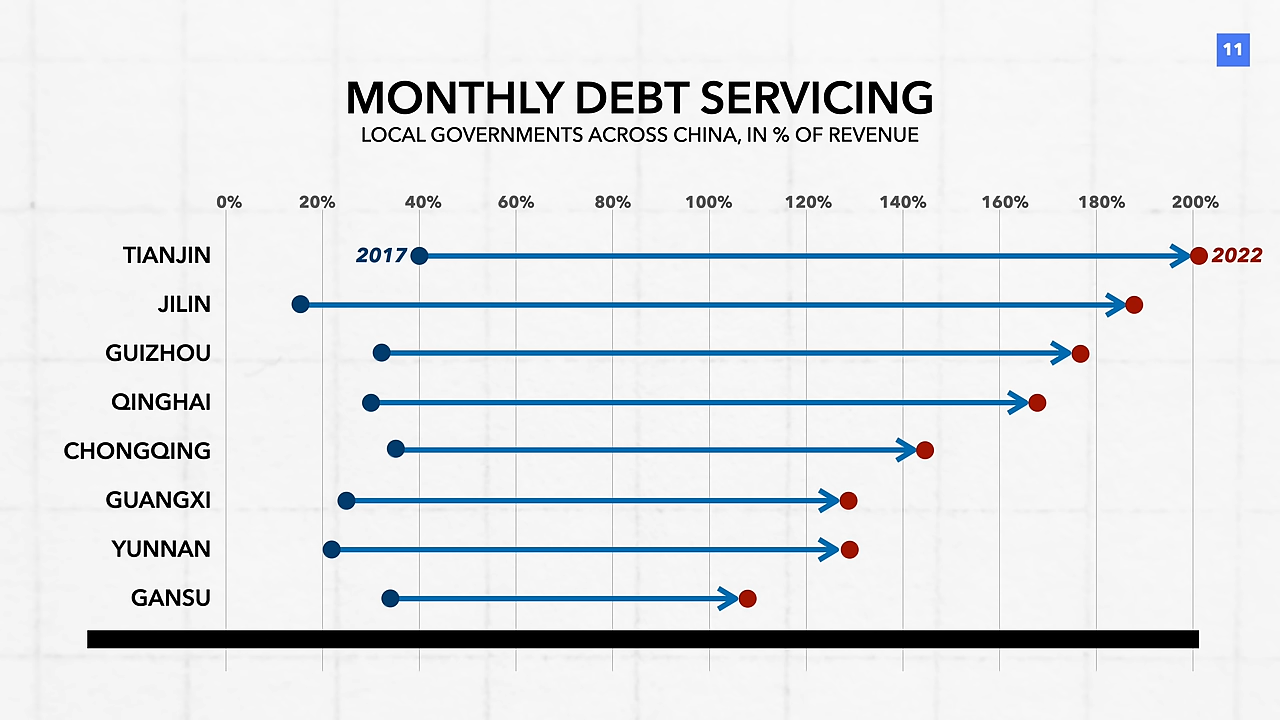 11
MONTHLY DEBT SERVICING
LOCAL GOVERNMENTS ACROSS CHINA, IN % OF REVENUE
0% 20% 40% 60% 80% 100% 120% 140% 160% 180% 200%
TIANJIN 2017 2022
JILIN
GUIZHOU
QINGHAI
CHONGQING
GUANGXI
YUNNAN
GANSU